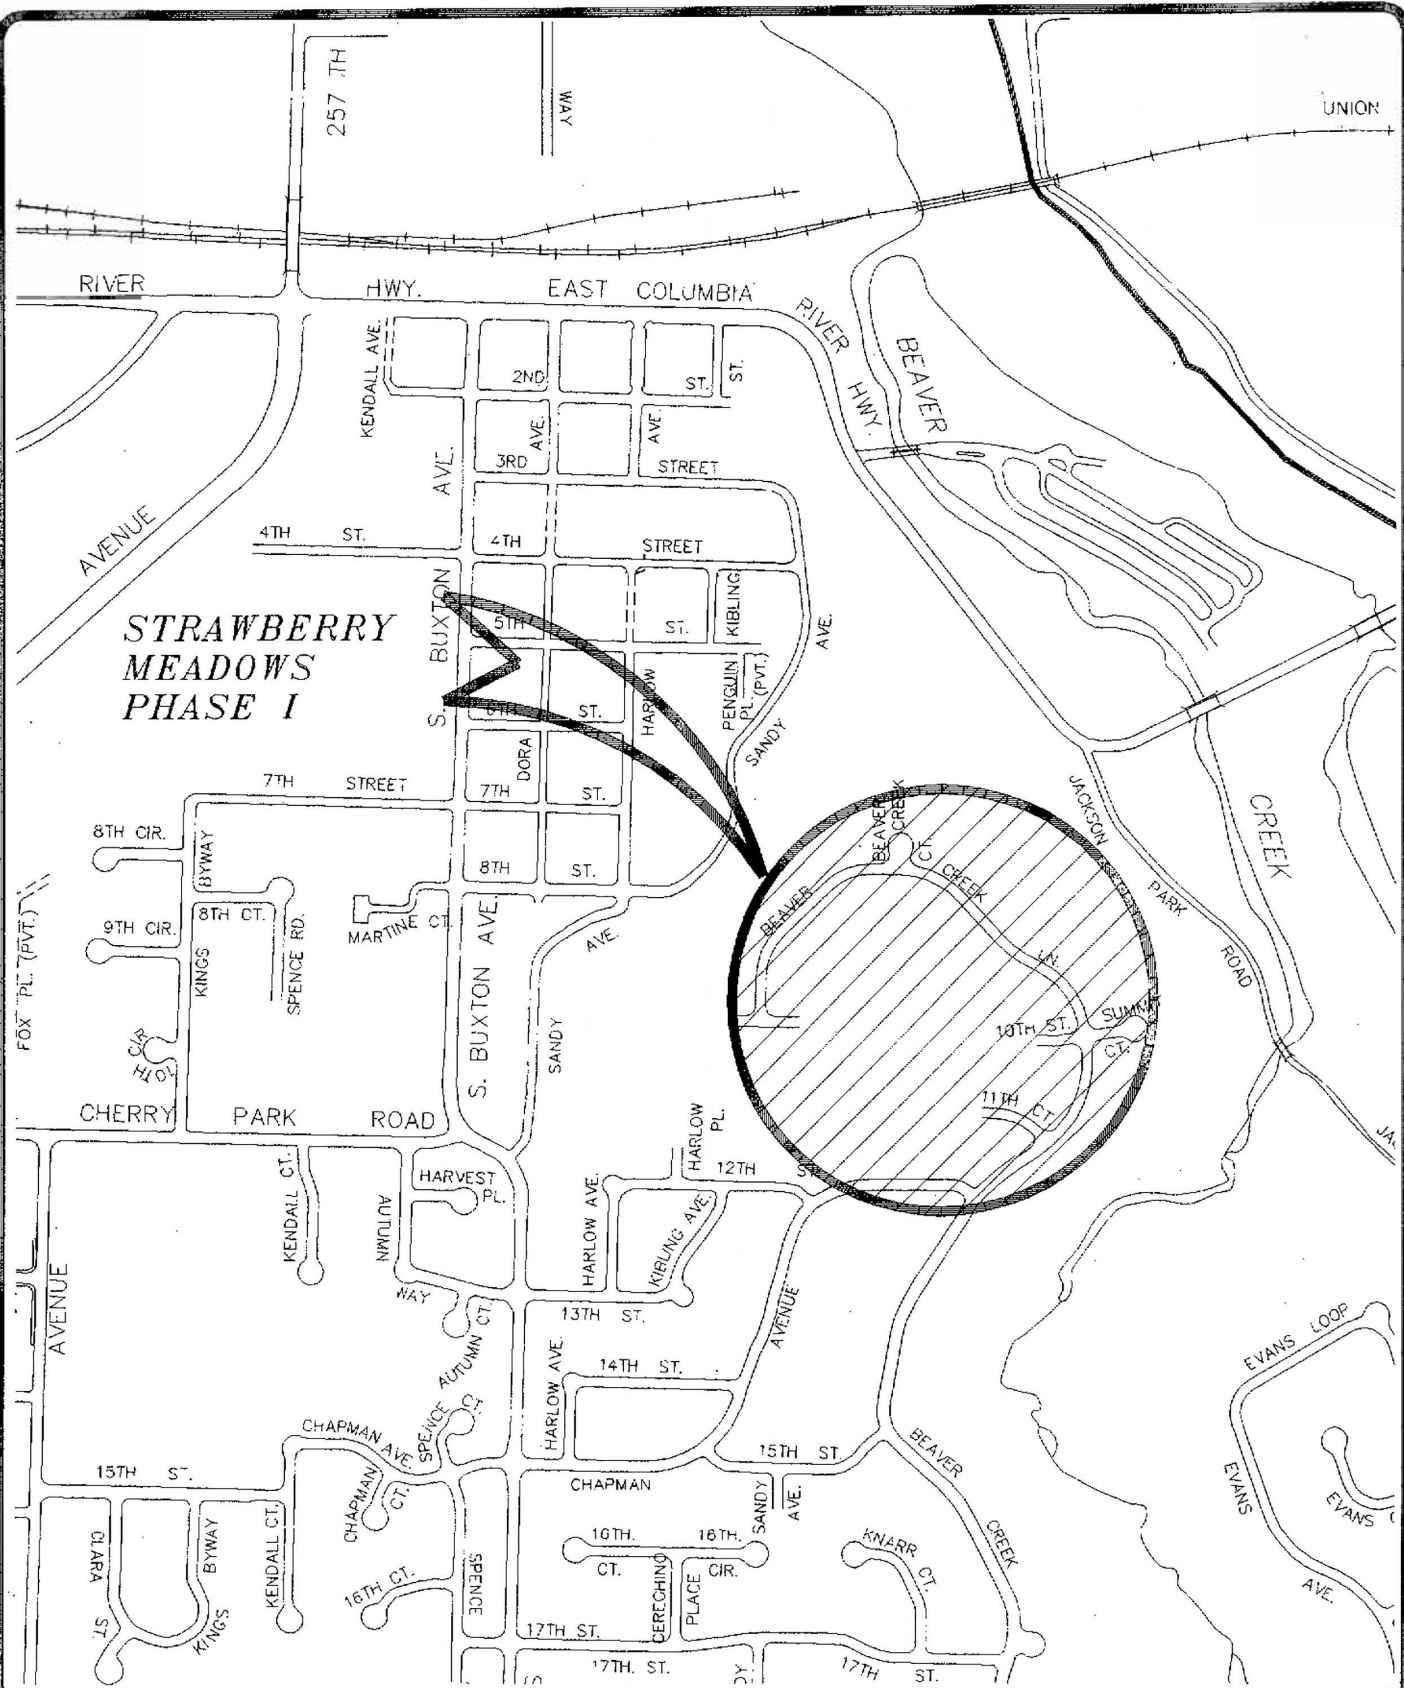 257 TH
WAY
UNION
RIVER
HWY.
EAST COLUMBIA
RIVER
HWY.
BEAVER
KENDALL AVE.
2ND
ST.
ST.
AVE.
AVE.
AVE.
3RD
STREET
AVENUE
4TH ST.
4TH
STREET
S. BUXTON
5TH
ST.
KIBLING
AVE.
STRAWBERRY
MEADOWS
PHASE I
HARLOW
PENGUIN
PL.
(PVT.)
6TH
ST.
SANDY
DORA
7TH STREET
7TH
ST.
JACKSON
PARK
ROAD
CREEK
8TH CIR.
BYWAY
8TH
ST.
BEAVER
CREEK
CT.
BEAVER
CREEK
LN.
8TH CT.
MARTINE CT.
9TH CIR.
KINGS
SPENCE RD.
FOX PL. (PVT.)
S. BUXTON AVE.
AVE.
SANDY
10TH
CIR
10TH ST.
CT.
11TH CT.
CHERRY PARK ROAD
HARLOW
PL.
12TH
ST.
KENDALL CT.
HARVEST
PL.
AUTUMN
WAY
HARLOW AVE.
KIBLING AVE.
AVENUE
13TH ST.
AVENUE
AUTUMN CT.
HARLOW AVE.
14TH ST.
EVANS LOOP
CHAPMAN AVE.
SPENCE
CT.
15TH ST.
CHAPMAN
CT.
CHAPMAN
15TH ST.
BEAVER
CREEK
SANDY
AVE.
EVANS
EVANS
AVE.
CLARA
ST.
BYWAY
KINGS
KENDALL CT.
16TH CT.
SPENCE
16TH.
CT.
16TH.
CIR.
PLACE
KNARR
CT.
17TH ST.
17TH. ST.
17TH ST.